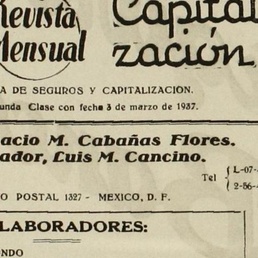 Revista
Mensual
Capital
zación
A DE SEGUROS Y CAPITALIZACION.
unda Clase con fecha 3 de marzo de 1937.
acio M. Cabañas Flores.
ador, Luis M. Cancino.
Tel { L-07-
2-56-
O POSTAL 1327 - MEXICO, D. F.
LABORADORES:
NDO